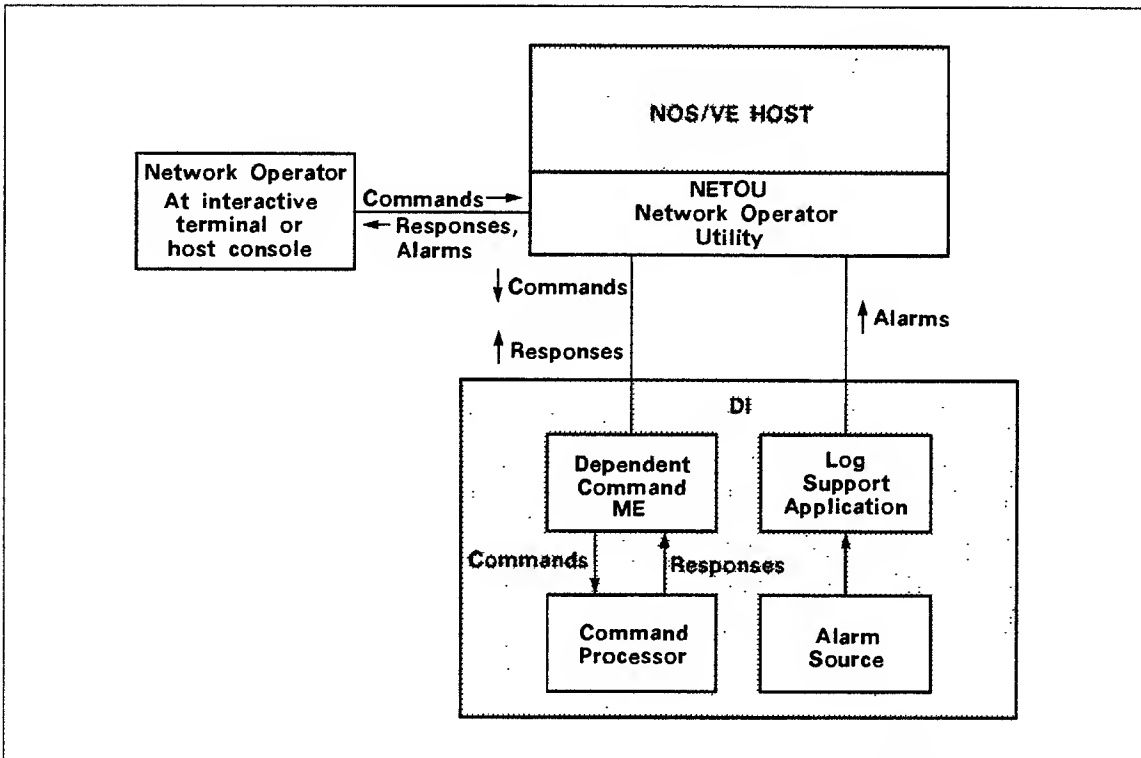 NOS/VE HOST
Network Operator
At interactive
terminal or
host console
Commands→
←Responses,
Alarms
NETOU
Network Operator
Utility
↓Commands
↑Responses
↑Alarms
DI
Dependent
Command
ME
Log
Support
Application
Commands
Responses
Command
Processor
Alarm
Source